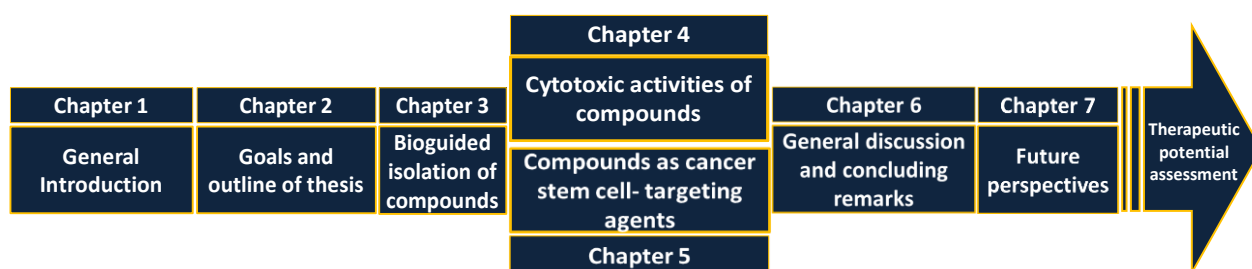 Chapter 1
General
Introduction
Chapter 2
Goals and
outline of thesis
Chapter 3
Bioguided
isolation of
compounds
Chapter 4
Cytotoxic activities of
compounds
Compounds as cancer
stem cell- targeting
agents
Chapter 5
Chapter 6
General discussion
and concluding
remarks
Chapter 7
Future
perspectives
Therapeutic
potential
assessment